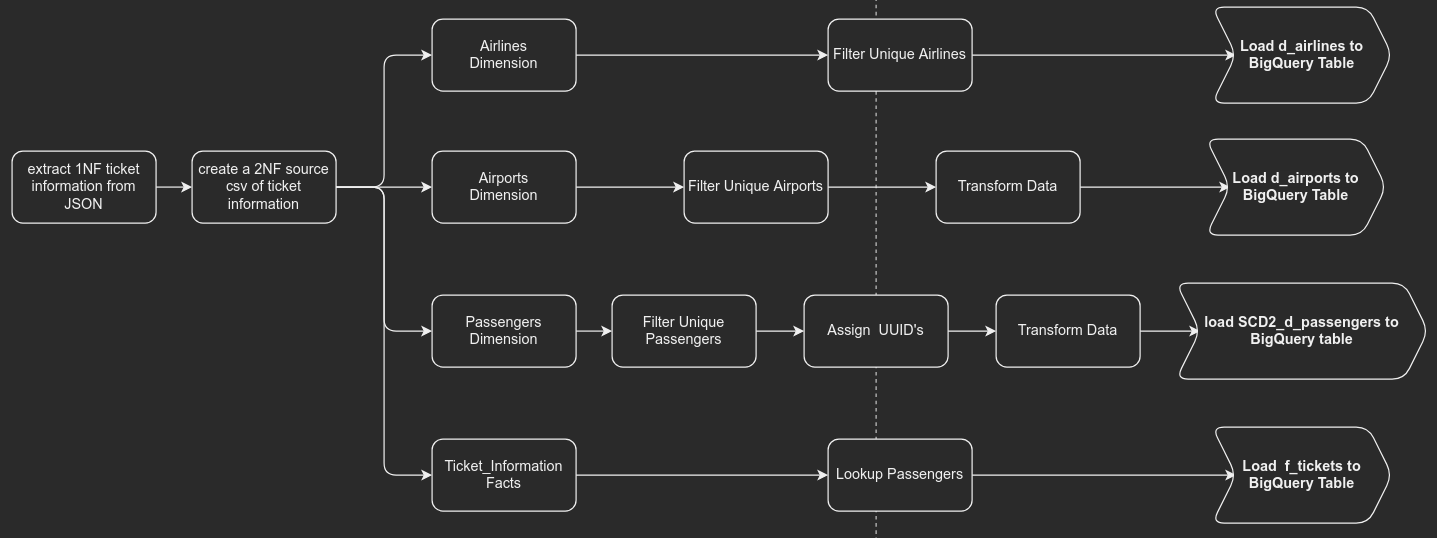 Airlines
Dimension
Filter Unique Airlines
Load d_airlines to
BigQuery Table
extract 1NF ticket
information from
JSON
create a 2NF source
csv of ticket
information
Airports
Dimension
Filter Unique Airports
Transform Data
Load d_airports to
BigQuery Table
Passengers
Dimension
Filter Unique
Passengers
Assign  UUID's
Transform Data
load SCD2_d_passengers to
BigQuery table
Ticket_Information
Facts
Lookup Passengers
Load  f_tickets to
BigQuery Table